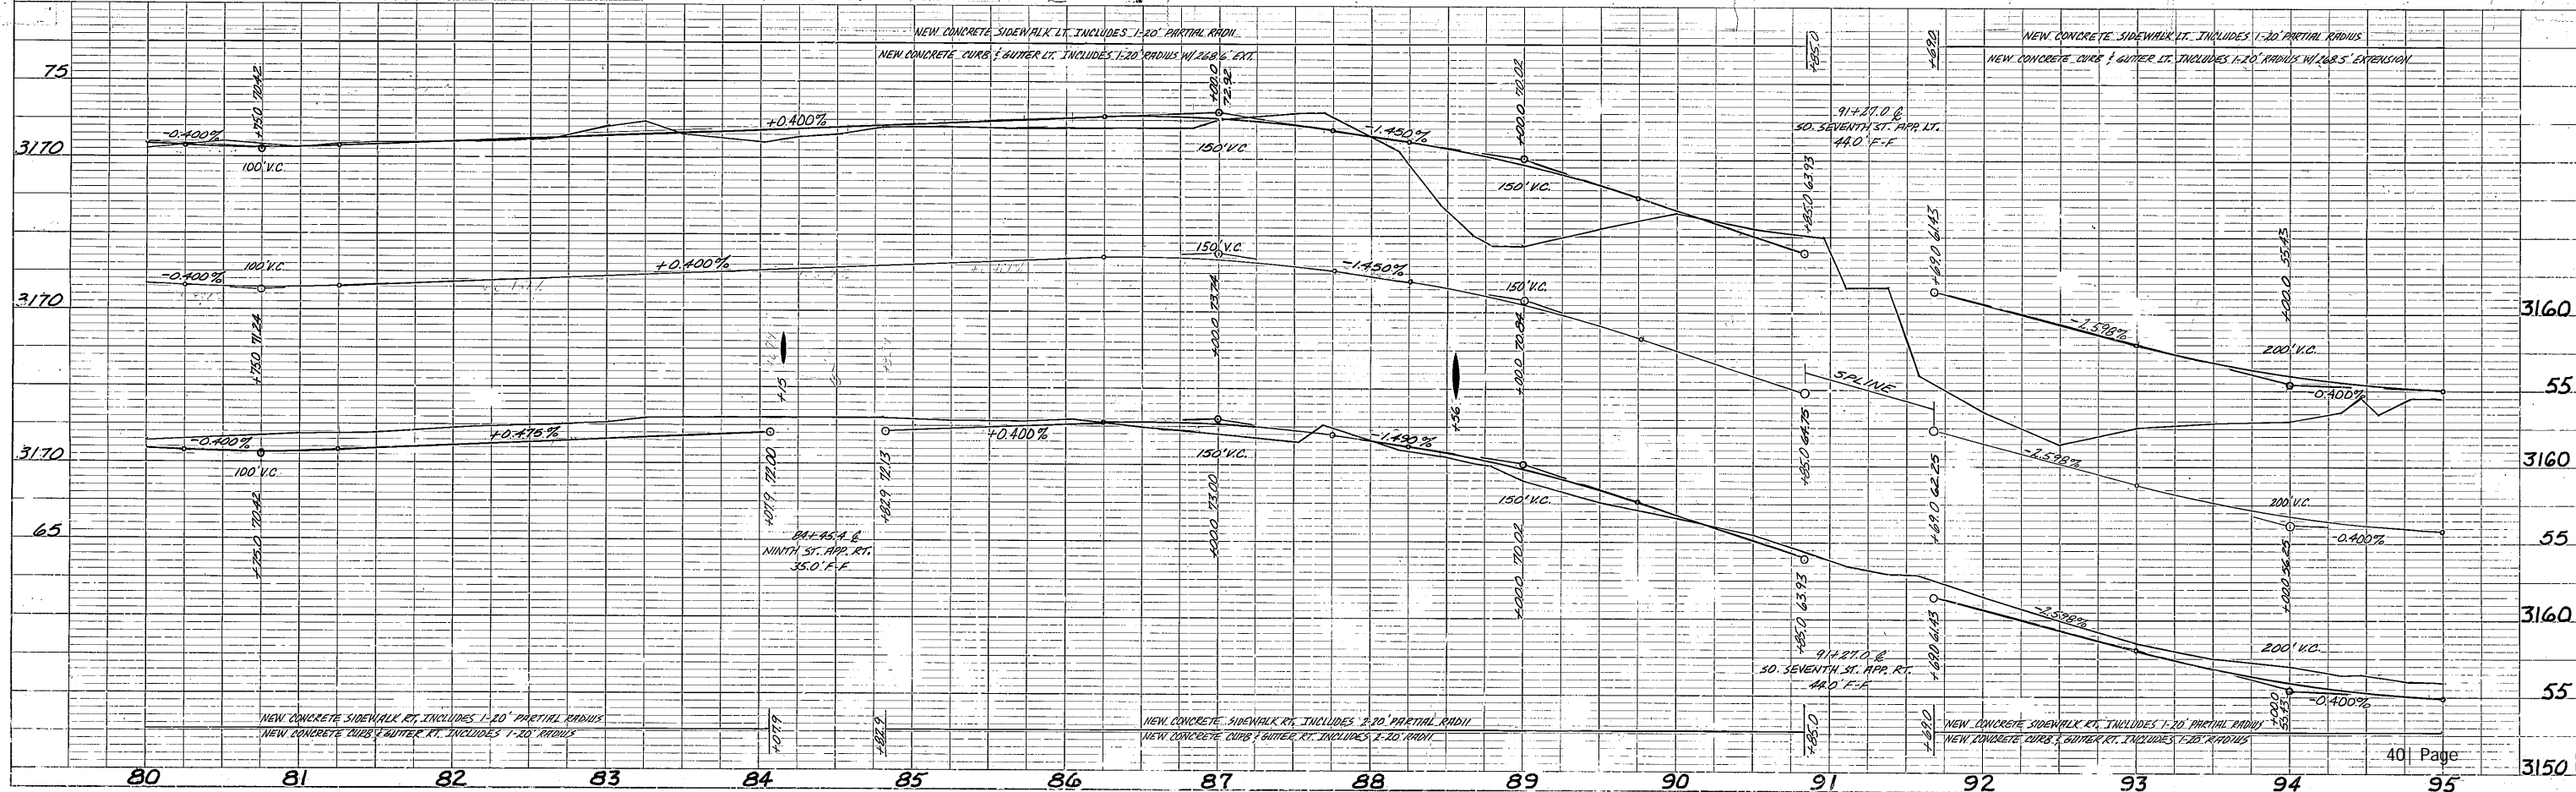 NEW CONCRETE SIDEWALK LT. INCLUDES 1-20' PARTIAL RADII
NEW CONCRETE CURB & GUTTER LT. INCLUDES 1-20' RADIUS W/268.6' EXT.
+85.0
+69.0
NEW CONCRETE SIDEWALK LT. INCLUDES 1-20' PARTIAL RADIUS
NEW CONCRETE CURB & GUTTER LT. INCLUDES 1-20' RADIUS W/268.5' EXTENSION
75
+75.0 70.42
+00.0
72.92
+00.0 70.02
91+27.0 ℄
SO. SEVENTH ST. APP. LT.
44.0' F-F
-0.400%
+0.400%
-1.450%
3170
100' V.C.
150' V.C.
150' V.C.
+85.0 63.93
+69.0 61.43
+00.0 55.43
100' V.C.
150' V.C.
-0.400%
+0.400%
-1.450%
150' V.C.
3170
3160
-2.598%
+75.0 71.24
+00.0 73.74
+00.0 70.84
200' V.C.
+15
+56
SPLINE
55
-0.400%
+85.0 64.75
+69.0 62.25
-0.400%
+0.475%
+0.400%
-1.490%
3170
100' V.C.
150' V.C.
-2.598%
3160
+75.0 70.42
+07.9 72.00
+82.9 72.13
+00.0 73.00
150' V.C.
200' V.C.
+00.0 70.02
65
84+45.4 ℄
NINTH ST. APP. RT.
35.0' F-F
-0.400%
55
+85.0 63.93
+00.0 56.25
-2.598%
3160
+69.0 61.43
91+27.0 ℄
SO. SEVENTH ST. APP. RT.
44.0' F-F
200' V.C.
+00.0
55.43
-0.400%
55
NEW CONCRETE SIDEWALK RT. INCLUDES 1-20' PARTIAL RADIUS
NEW CONCRETE CURB & GUTTER RT. INCLUDES 1-20' RADIUS
+07.9
+82.9
NEW CONCRETE SIDEWALK RT. INCLUDES 2-20' PARTIAL RADII
NEW CONCRETE CURB & GUTTER RT. INCLUDES 2-20' RADII
+85.0
+69.0
NEW CONCRETE SIDEWALK RT. INCLUDES 1-20' PARTIAL RADIUS
NEW CONCRETE CURB & GUTTER RT. INCLUDES 1-20' RADIUS
40| Page
80 81 82 83 84 85 86 87 88 89 90 91 92 93 94 95
3150